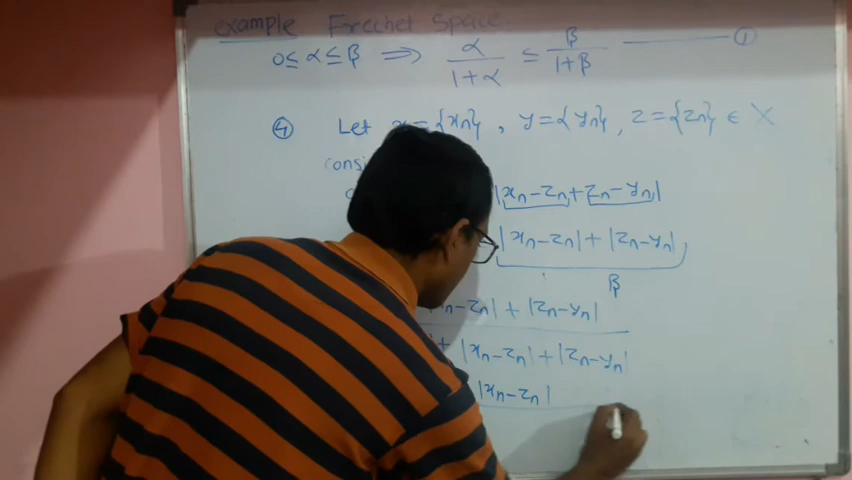 example Frechet Space.
0 ≤ α ≤ β ⟹ α/(1+α) ≤ β/(1+β) ——— ①
④ Let x = {xn}, y = {yn}, z = {zn} ∈ X
|xn-zn+zn-yn|
|xn-zn| + |zn-yn|
β
n-zn| + |zn-yn|
+ |xn-zn| + |zn-yn|
|xn-zn|